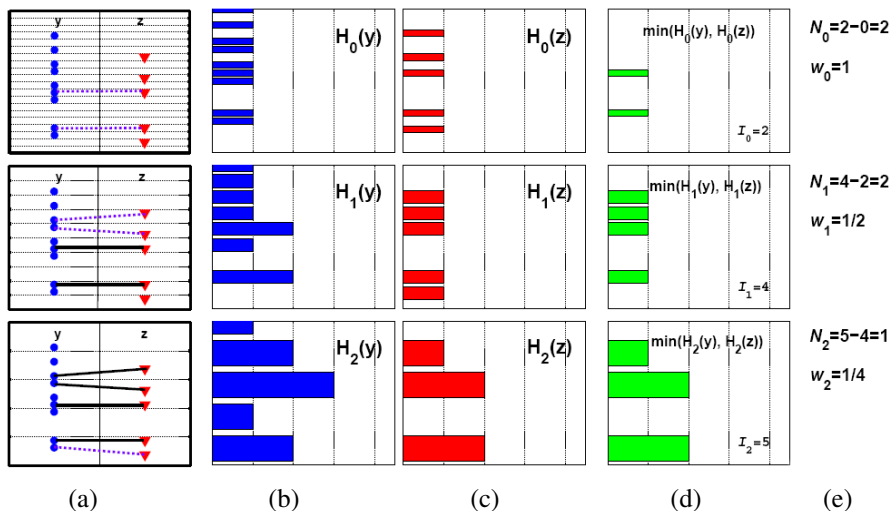 y z
H₀(y)
H₀(z)
min(H₀(y), H₀(z))
I₀=2
N₀=2−0=2
w₀=1
y z
H₁(y)
H₁(z)
min(H₁(y), H₁(z))
I₁=4
N₁=4−2=2
w₁=1/2
y z
H₂(y)
H₂(z)
min(H₂(y), H₂(z))
I₂=5
N₂=5−4=1
w₂=1/4
(a) (b) (c) (d) (e)